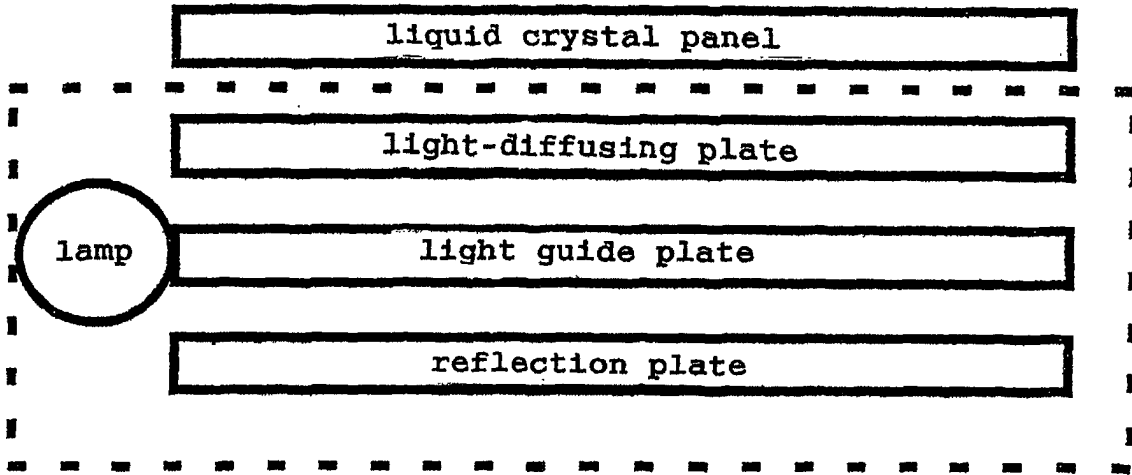 liquid crystal panel
light-diffusing plate
lamp
light guide plate
reflection plate